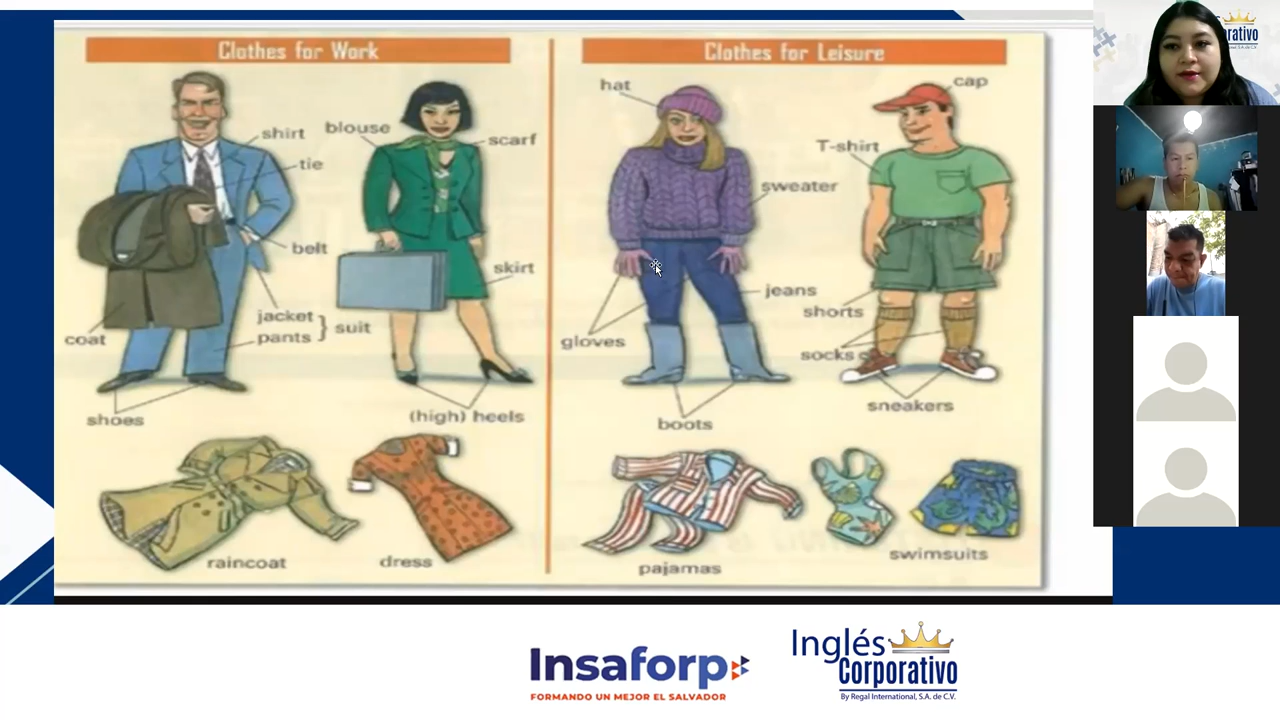 Clothes for Work
shirt
blouse
scarf
tie
belt
skirt
jacket
pants
suit
coat
shoes
(high) heels
raincoat
dress
Clothes for Leisure
hat
cap
T-shirt
sweater
jeans
shorts
gloves
socks
sneakers
boots
pajamas
swimsuits
Insaforp
FORMANDO UN MEJOR EL SALVADOR
Inglés
Corporativo
By Regal International, S.A. de C.V.